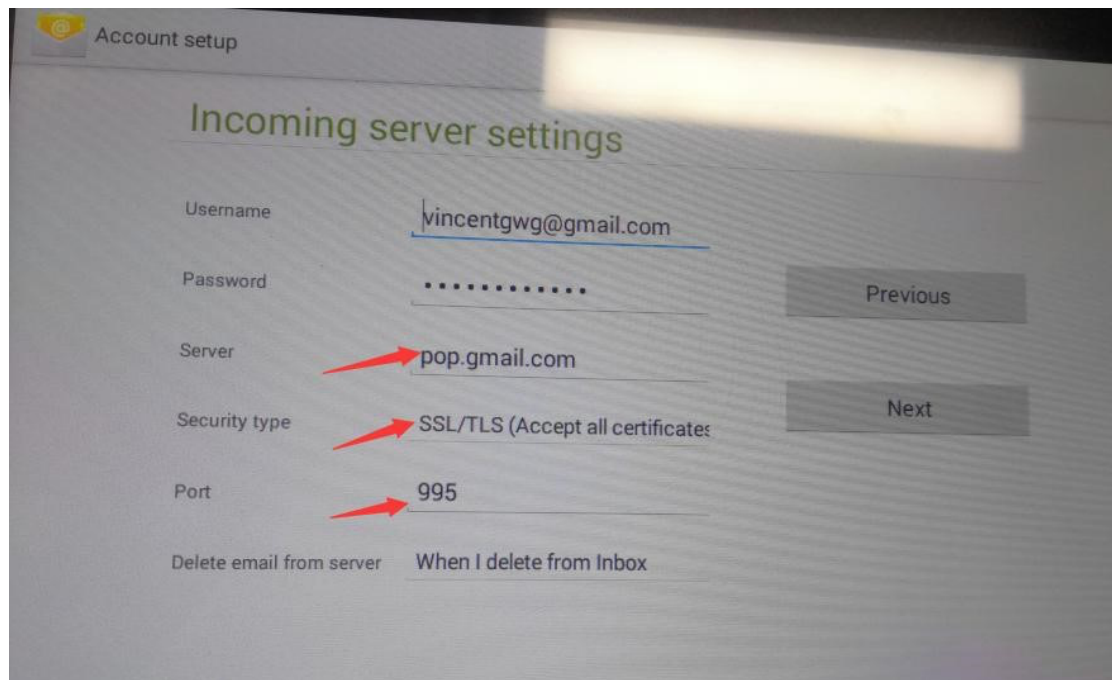 Account setup
Incoming server settings
Username
vincentgwg@gmail.com
Password
••••••••••••
Previous
Server
pop.gmail.com
Security type
SSL/TLS (Accept all certificates
Next
Port
995
Delete email from server
When I delete from Inbox